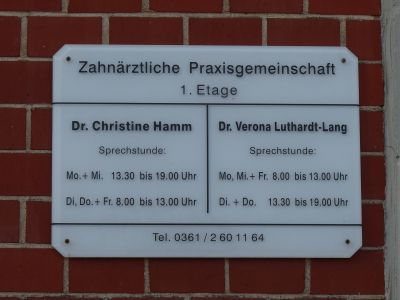 Zahnärztliche Praxisgemeinschaft
1. Etage
Dr. Christine Hamm
Sprechstunde:
Mo. + Mi. 13.30 bis 19.00 Uhr
Di, Do. + Fr. 8.00 bis 13.00 Uhr
Dr. Verona Luthardt-Lang
Sprechstunde:
Mo, Mi. + Fr. 8.00 bis 13.00 Uhr
Di. + Do. 13.30 bis 19.00 Uhr
Tel. 0361 / 2 60 11 64